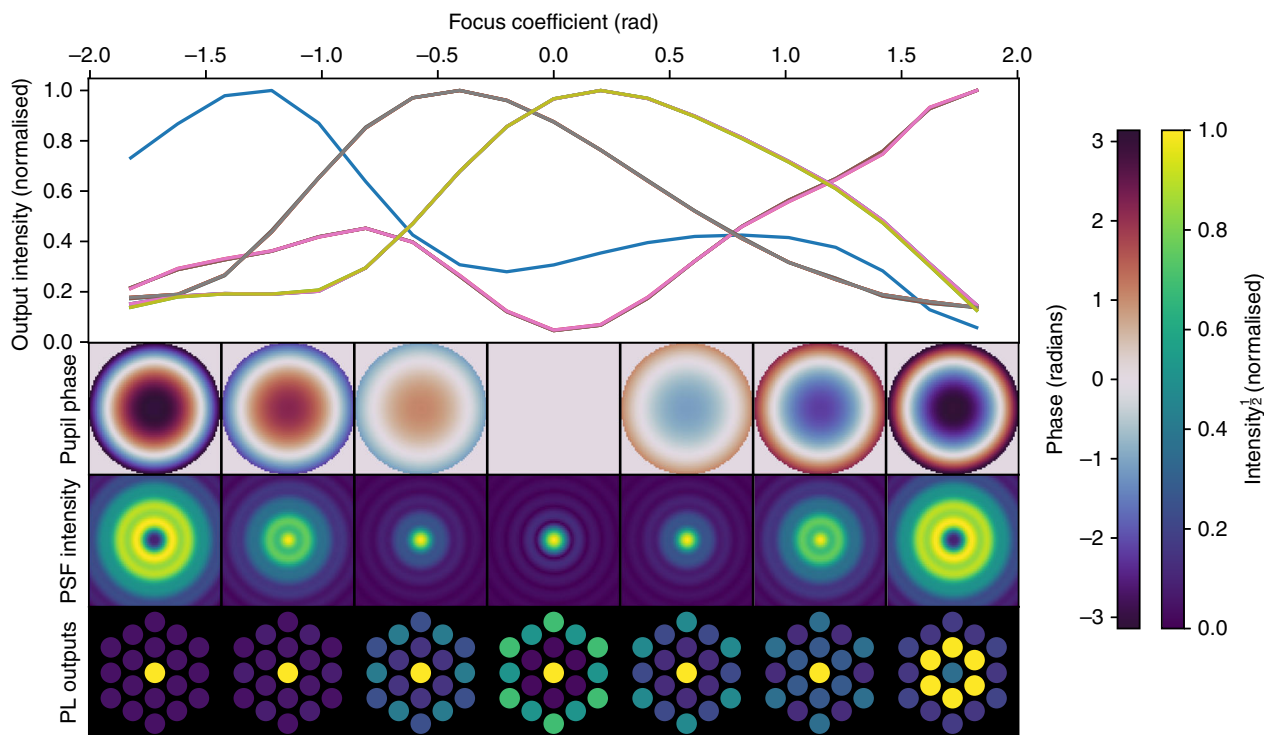 Focus coefficient (rad)
−2.0 −1.5 −1.0 −0.5 0.0 0.5 1.0 1.5 2.0
Output intensity (normalised)
1.0
0.8
0.6
0.4
0.2
0.0
Pupil phase
PSF intensity
PL outputs
Phase (radians)
3
2
1
0
−1
−2
−3
1.0
0.8
0.6
0.4
0.2
0.0
Intensity½ (normalised)